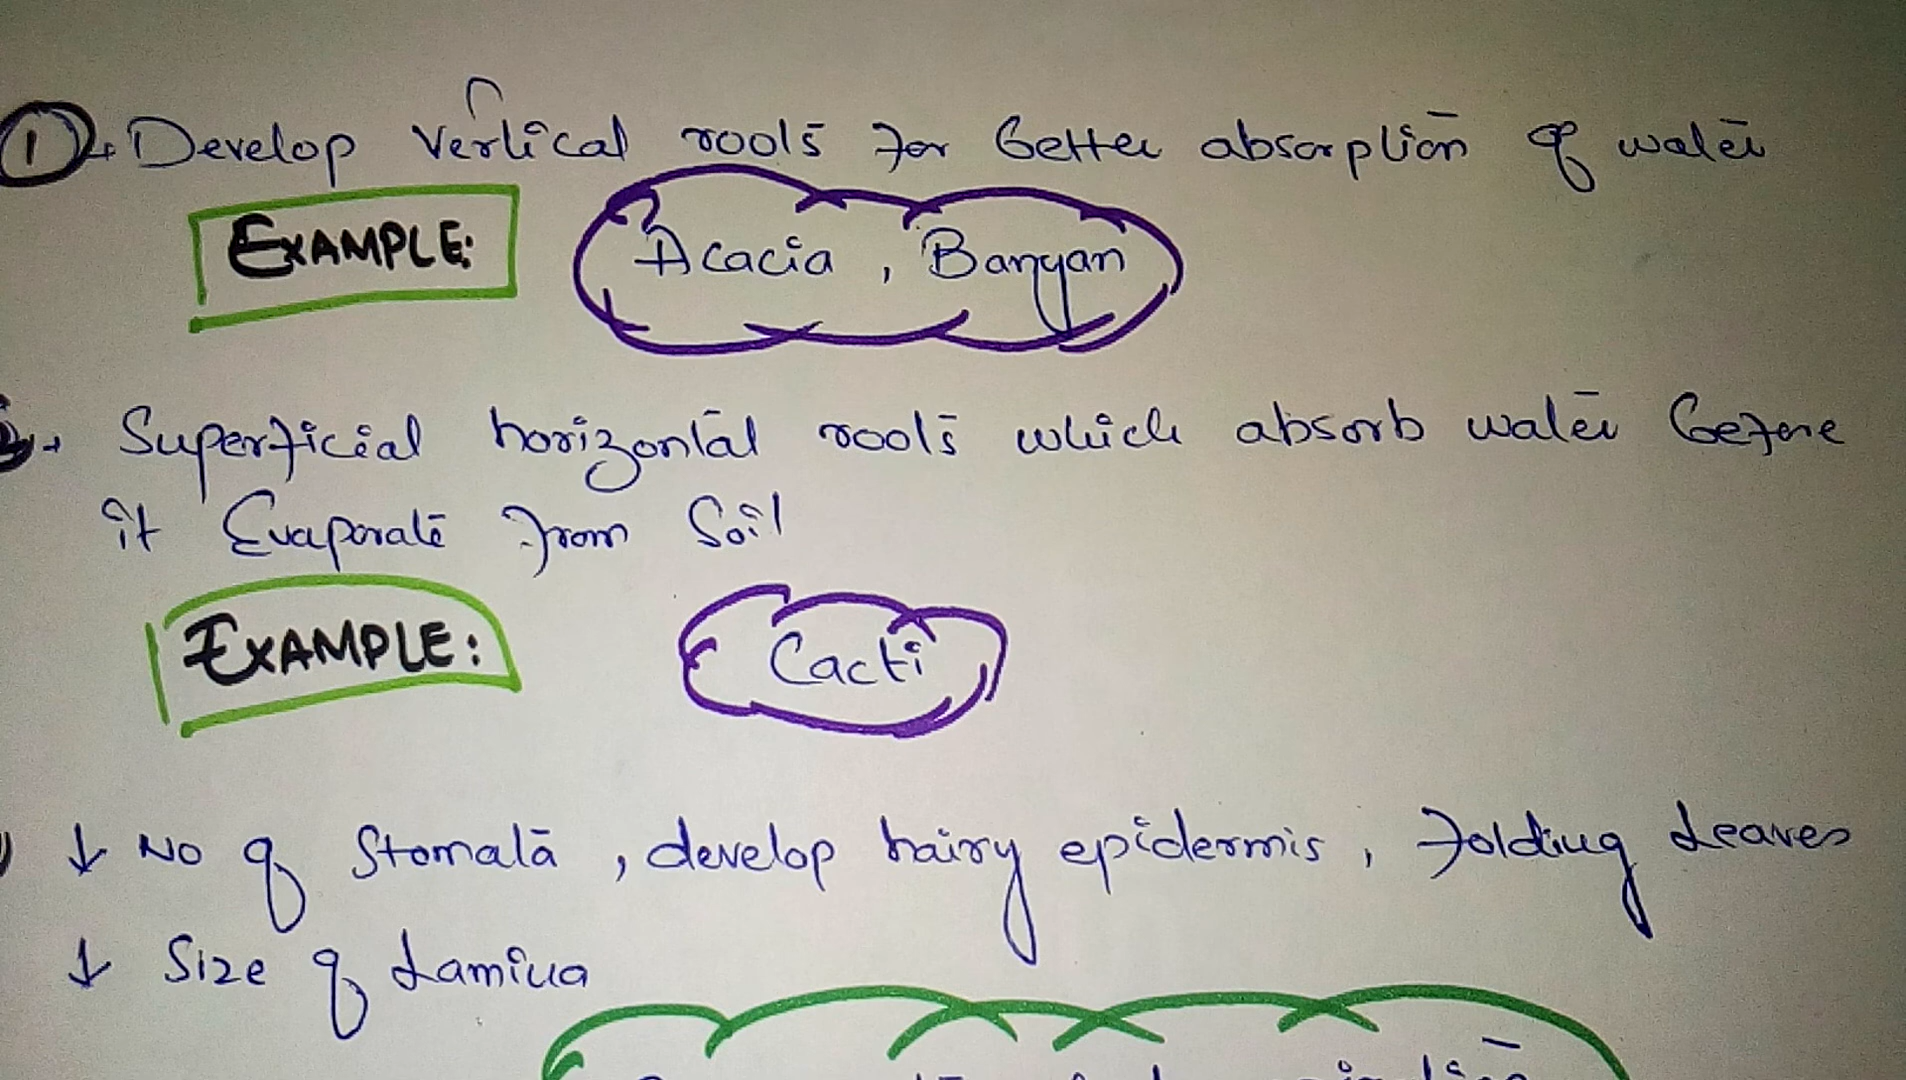 1. Develop vertical roots for better absorption of water
EXAMPLE: Acacia, Banyan
2. Superficial horizontal roots which absorb water before
it Evaporate from Soil
EXAMPLE: Cacti
↓ No of Stomata, develop hairy epidermis, Folding Leaves
↓ Size of Lamina